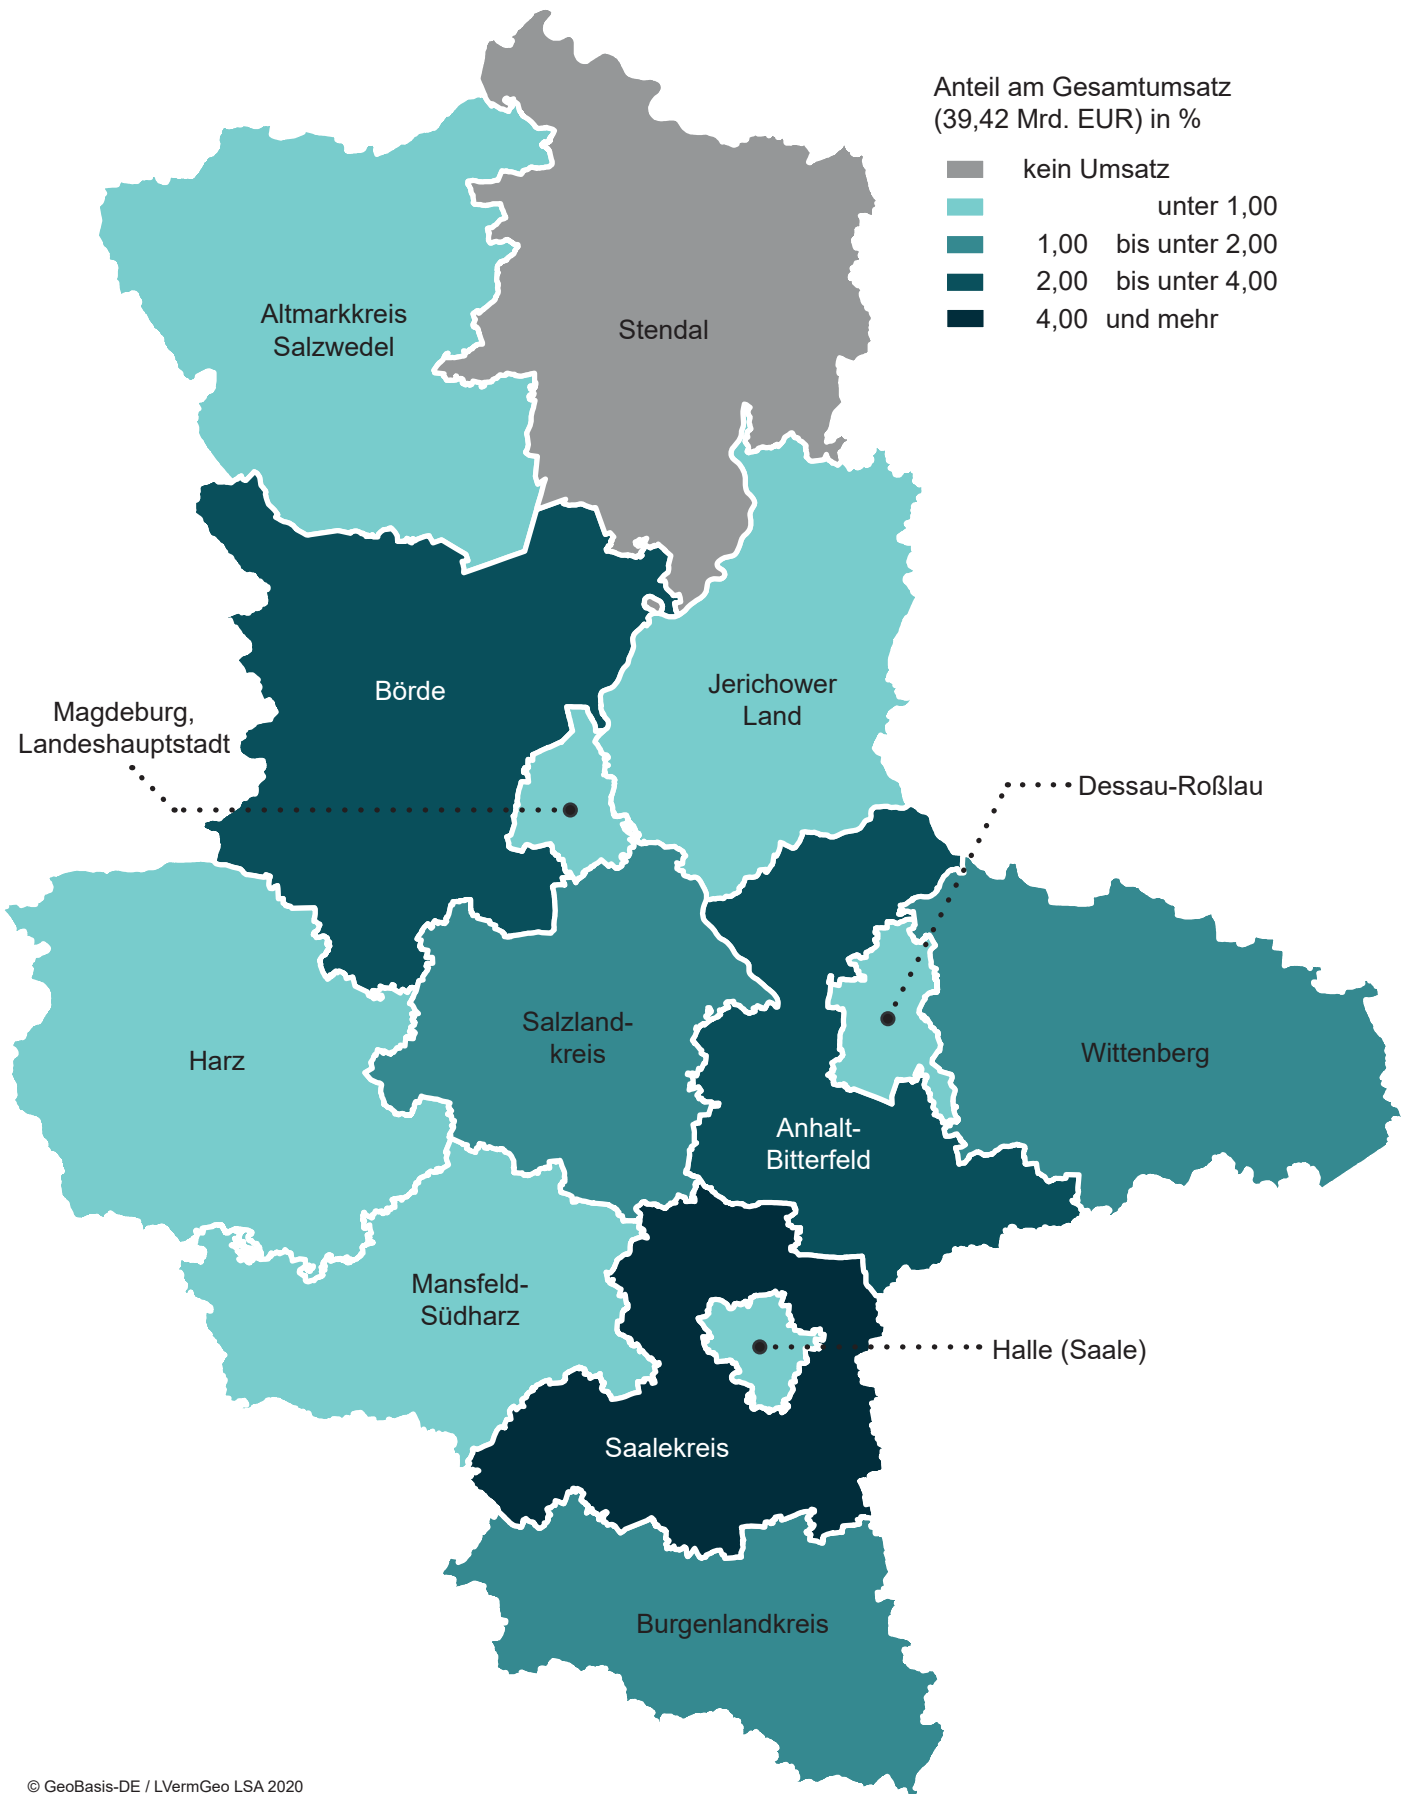 Anteil am Gesamtumsatz
(39,42 Mrd. EUR) in %
kein Umsatz
unter 1,00
1,00 bis unter 2,00
2,00 bis unter 4,00
4,00 und mehr
Altmarkkreis
Salzwedel
Stendal
Börde
Jerichower
Land
Magdeburg,
Landeshauptstadt
Dessau-Roßlau
Salzland-
kreis
Harz
Wittenberg
Anhalt-
Bitterfeld
Mansfeld-
Südharz
Halle (Saale)
Saalekreis
Burgenlandkreis
© GeoBasis-DE / LVermGeo LSA 2020